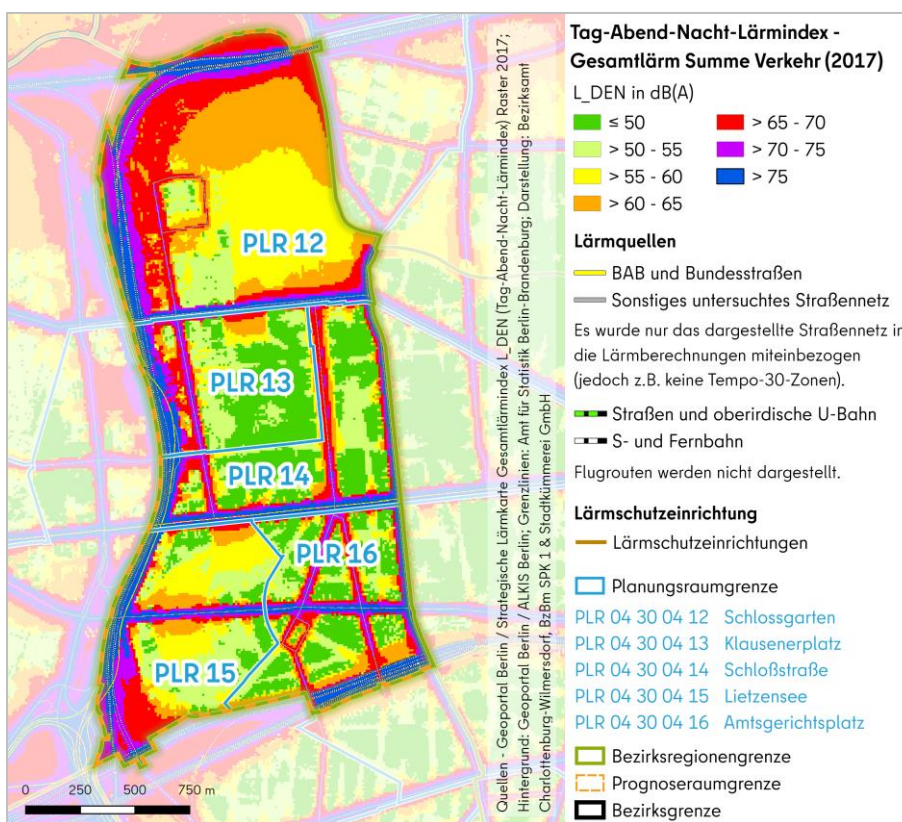 Tag-Abend-Nacht-Lärmindex -
Gesamtlärm Summe Verkehr (2017)
L_DEN in dB(A)
≤ 50
> 50 - 55
> 55 - 60
> 60 - 65
> 65 - 70
> 70 - 75
> 75
Lärmquellen
BAB und Bundesstraßen
Sonstiges untersuchtes Straßennetz
Es wurde nur das dargestellte Straßennetz in
die Lärmberechnungen miteinbezogen
(jedoch z.B. keine Tempo-30-Zonen).
Straßen und oberirdische U-Bahn
S- und Fernbahn
Flugrouten werden nicht dargestellt.
Lärmschutzeinrichtung
Lärmschutzeinrichtungen
Planungsraumgrenze
PLR 04 30 04 12 Schlossgarten
PLR 04 30 04 13 Klausenerplatz
PLR 04 30 04 14 Schloßstraße
PLR 04 30 04 15 Lietzensee
PLR 04 30 04 16 Amtsgerichtsplatz
Bezirksregionengrenze
Prognoseraumgrenze
Bezirksgrenze
PLR 12
PLR 13
PLR 14
PLR 16
PLR 15
0 250 500 750 m
Quellen - Geoportal Berlin / Strategische Lärmkarte Gesamtlärmindex L_DEN (Tag-Abend-Nacht-Lärmindex) Raster 2017;
Hintergrund: Geoportal Berlin / ALKIS Berlin; Grenzlinien: Amt für Statistik Berlin-Brandenburg; Darstellung: Bezirksamt
Charlottenburg-Wilmersdorf, BzBm SPK 1 & Stadtkümmerei GmbH